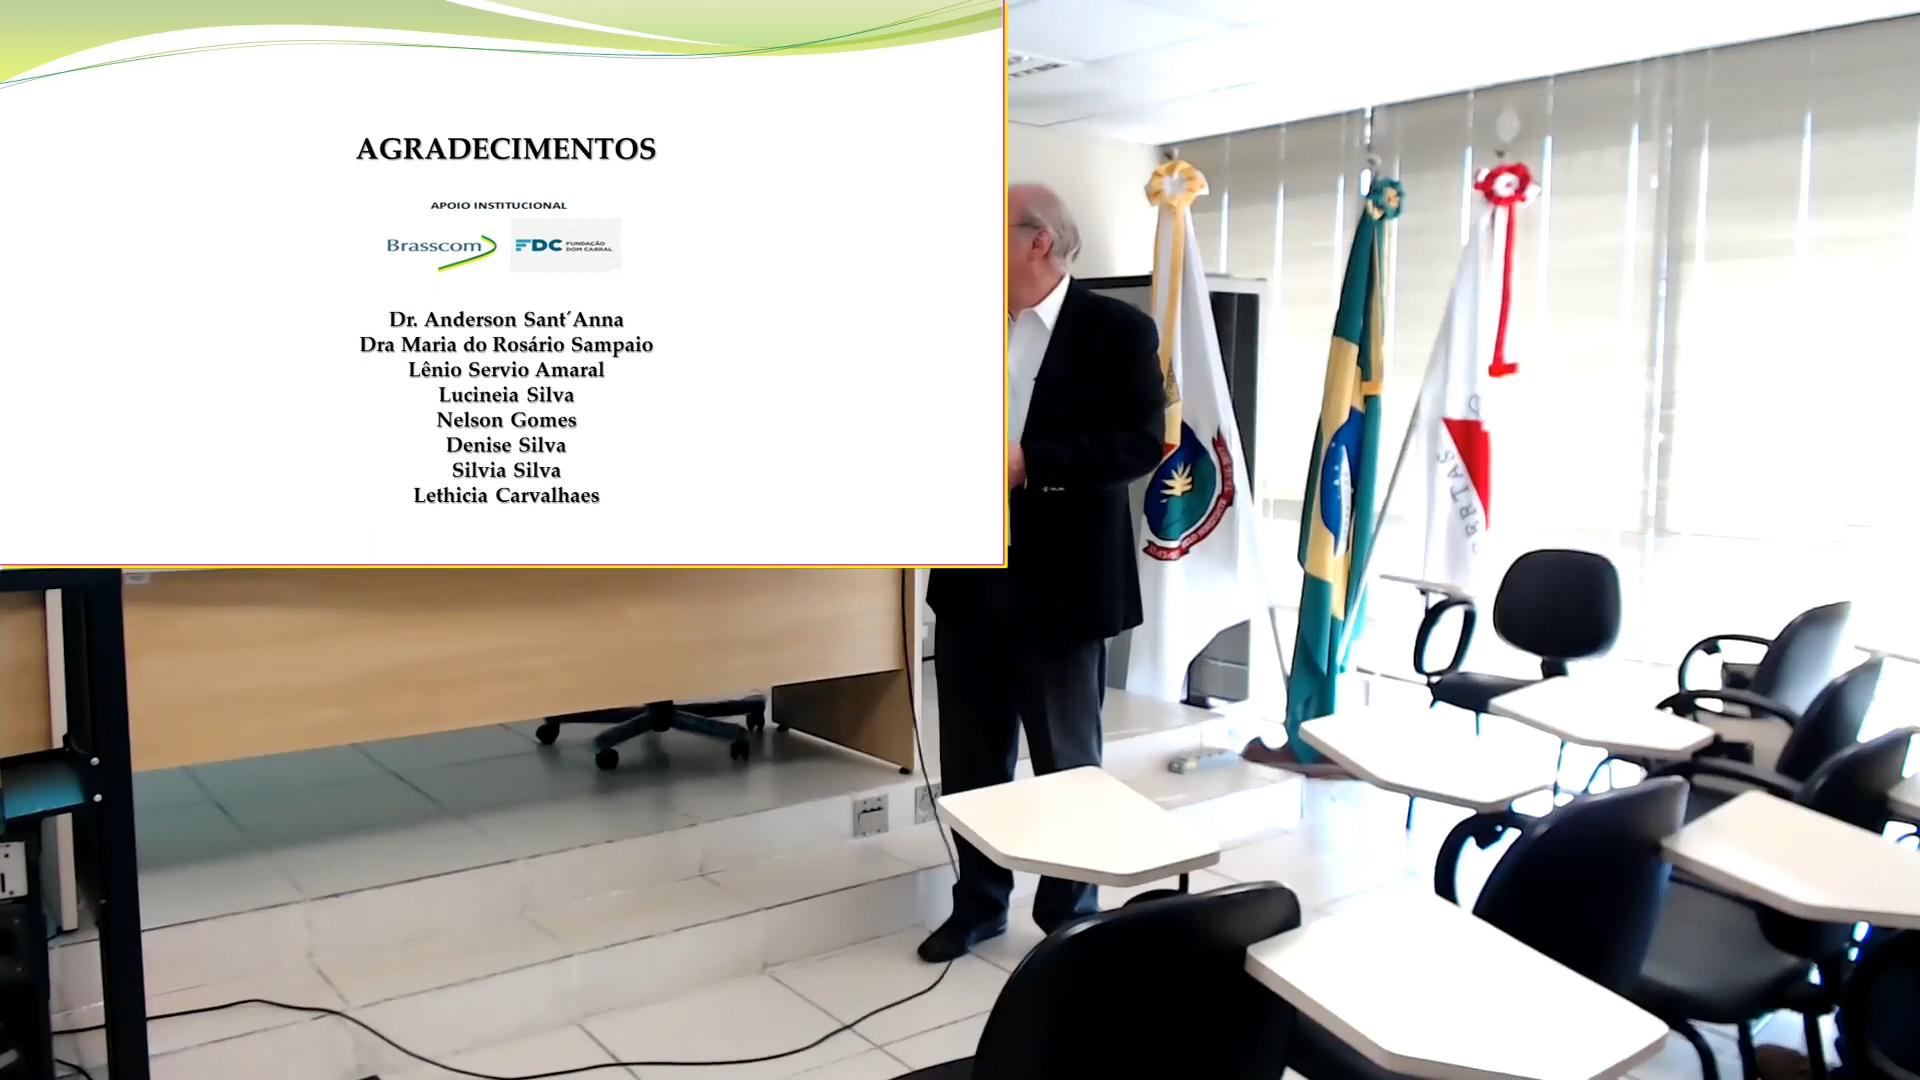 AGRADECIMENTOS
APOIO INSTITUCIONAL
Brasscom
FDC FUNDAÇÃO DOM CABRAL
Dr. Anderson Sant´Anna
Dra Maria do Rosário Sampaio
Lênio Servio Amaral
Lucineia Silva
Nelson Gomes
Denise Silva
Silvia Silva
Lethicia Carvalhaes